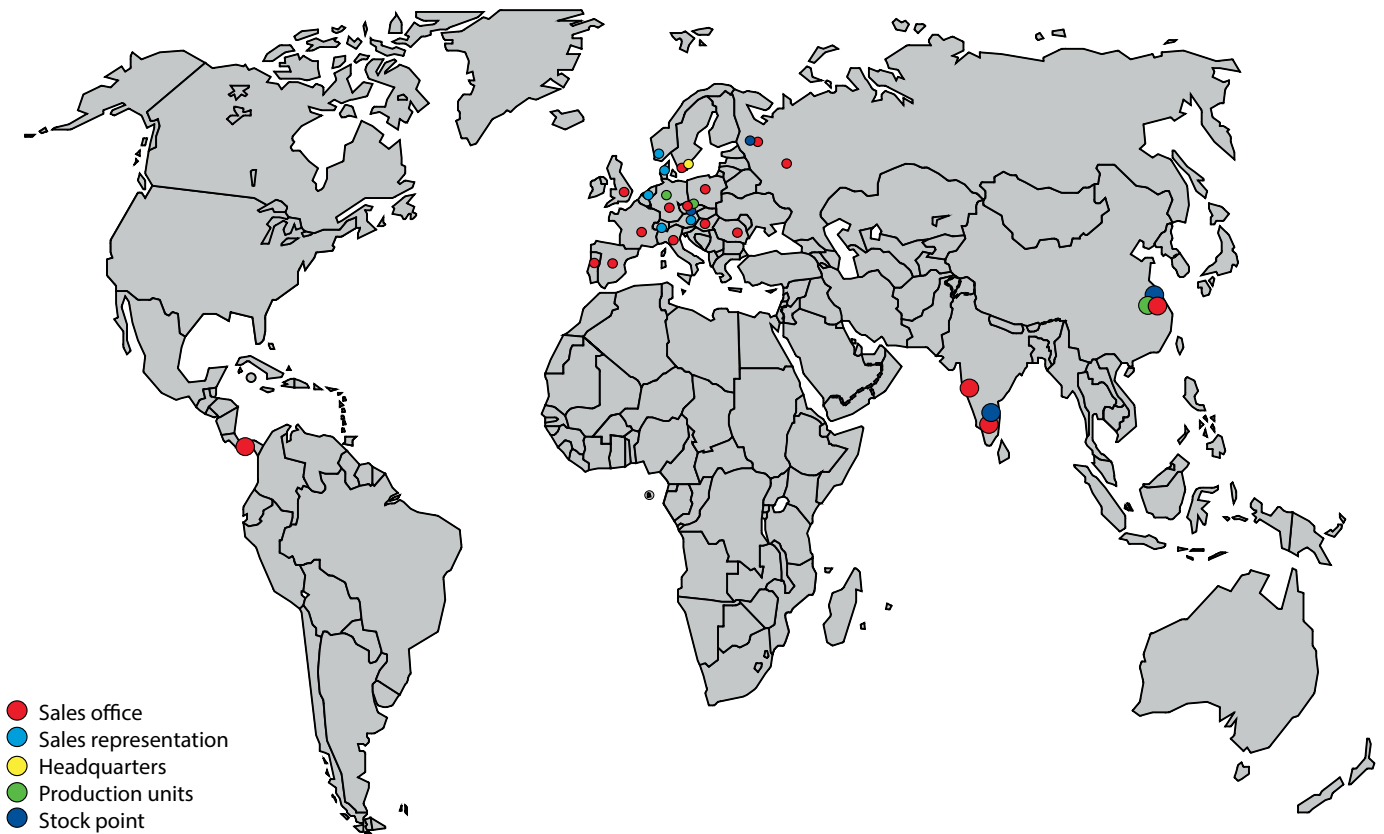 Sales office
Sales representation
Headquarters
Production units
Stock point